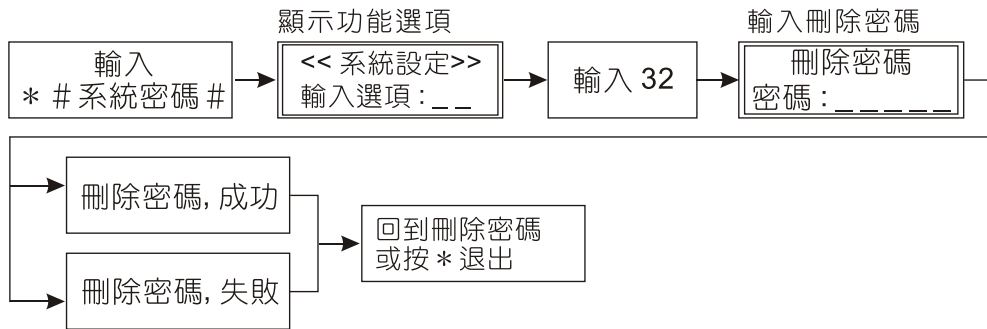 顯示功能選項
輸入刪除密碼
輸入
＊＃系統密碼＃
<< 系統設定>>
輸入選項 : _ _
輸入 32
刪除密碼
密碼 : _ _ _ _ _
刪除密碼, 成功
刪除密碼, 失敗
回到刪除密碼
或按＊退出